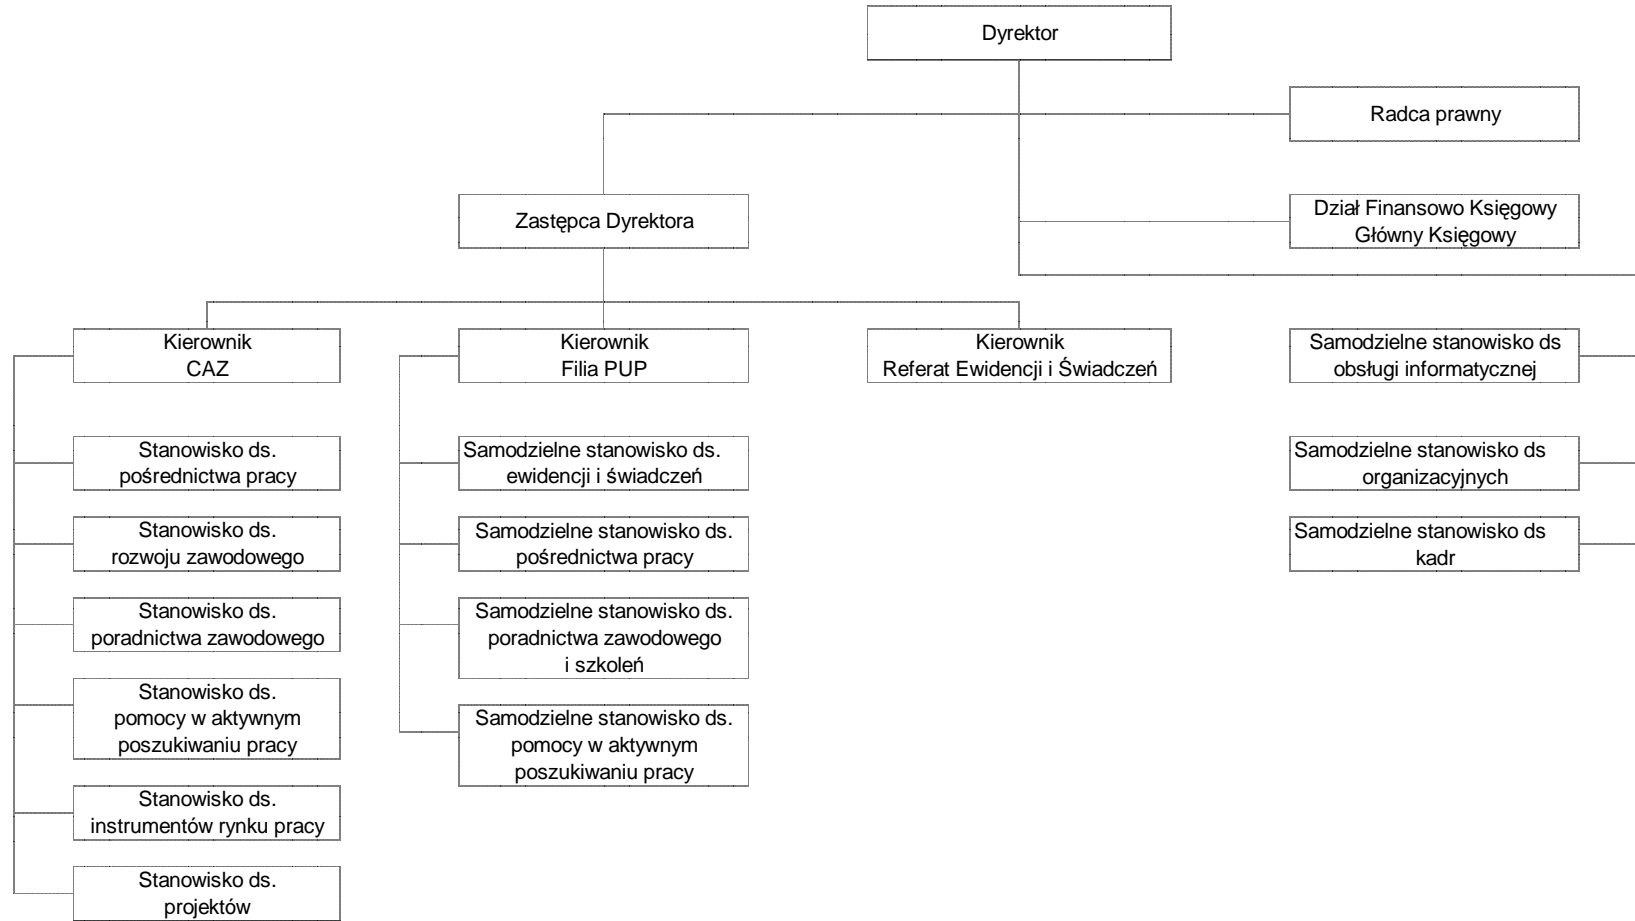 Dyrektor
Radca prawny
Zastępca Dyrektora
Dział Finansowo Księgowy
Główny Księgowy
Kierownik
CAZ
Kierownik
Filia PUP
Kierownik
Referat Ewidencji i Świadczeń
Samodzielne stanowisko ds
obsługi informatycznej
Stanowisko ds.
pośrednictwa pracy
Samodzielne stanowisko ds.
ewidencji i świadczeń
Samodzielne stanowisko ds
organizacyjnych
Stanowisko ds.
rozwoju zawodowego
Samodzielne stanowisko ds.
pośrednictwa pracy
Samodzielne stanowisko ds
kadr
Stanowisko ds.
poradnictwa zawodowego
Samodzielne stanowisko ds.
poradnictwa zawodowego
i szkoleń
Stanowisko ds.
pomocy w aktywnym
poszukiwaniu pracy
Samodzielne stanowisko ds.
pomocy w aktywnym
poszukiwaniu pracy
Stanowisko ds.
instrumentów rynku pracy
Stanowisko ds.
projektów